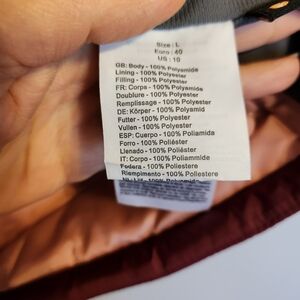 Size : L
Euro : 40
US : 10
GB: Body - 100% Polyamide
Lining - 100% Polyester
Filling - 100% Polyester
FR: Corps - 100% Polyamide
Doublure - 100% Polyester
Remplissage - 100% Polyester
DE: Körper - 100% Polyamid
Futter - 100% Polyester
Vullen - 100% Polyester
ESP: Cuerpo - 100% Poliamida
Forro - 100% Poliéster
Llenado - 100% Poliéster
IT: Corpo - 100% Poliammide
Fodera - 100% Poliestere
Riempimento - 100% Poliestere